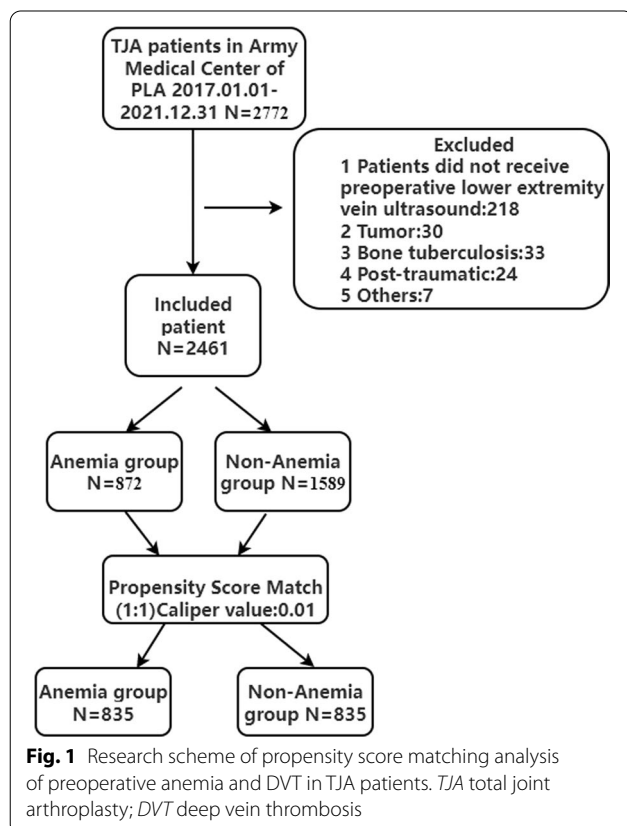 TJA patients in Army
Medical Center of
PLA 2017.01.01-
2021.12.31 N=2772
Excluded
1 Patients did not receive
preoperative lower extremity
vein ultrasound:218
2 Tumor:30
3 Bone tuberculosis:33
4 Post-traumatic:24
5 Others:7
Included
patient
N=2461
Anemia group
N=872
Non-Anemia
group N=1589
Propensity Score Match
(1:1)Caliper value:0.01
Anemia group
N=835
Non-Anemia
group N=835
Fig. 1 Research scheme of propensity score matching analysis
of preoperative anemia and DVT in TJA patients. TJA total joint
arthroplasty; DVT deep vein thrombosis